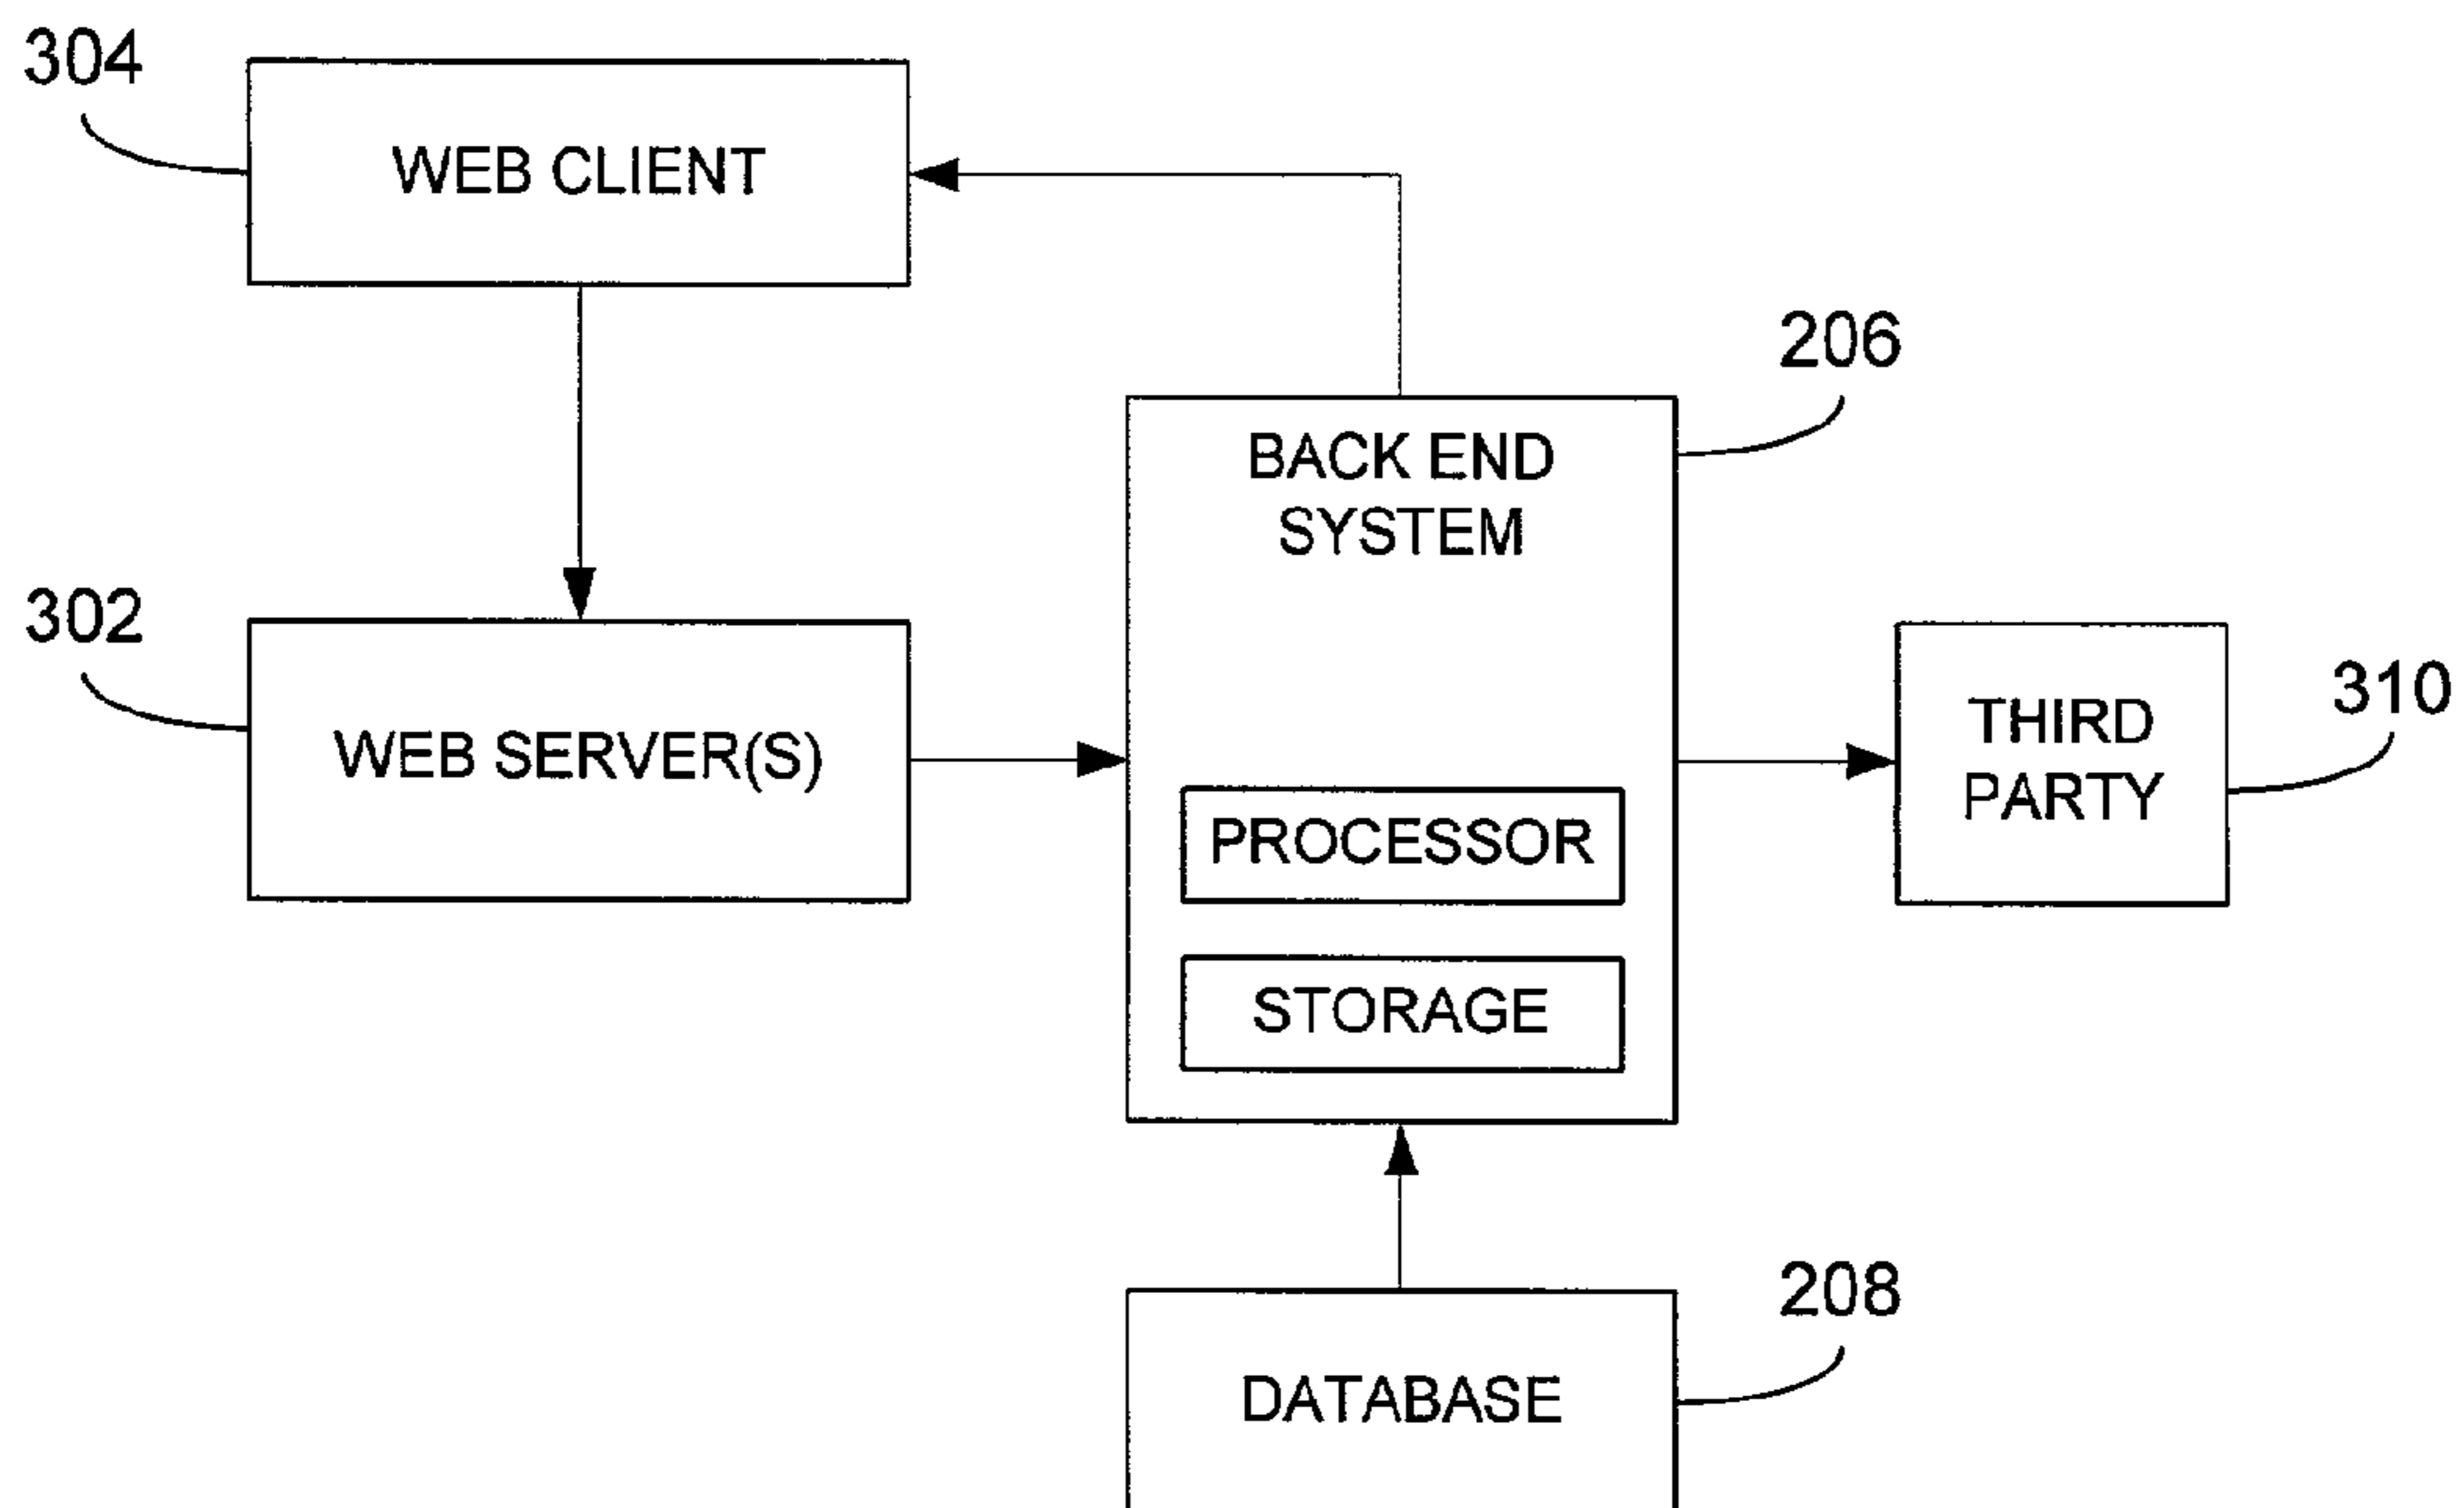 304
WEB CLIENT
206
BACK END
SYSTEM
302
WEB SERVER(S)
THIRD
PARTY
310
PROCESSOR
STORAGE
208
DATABASE